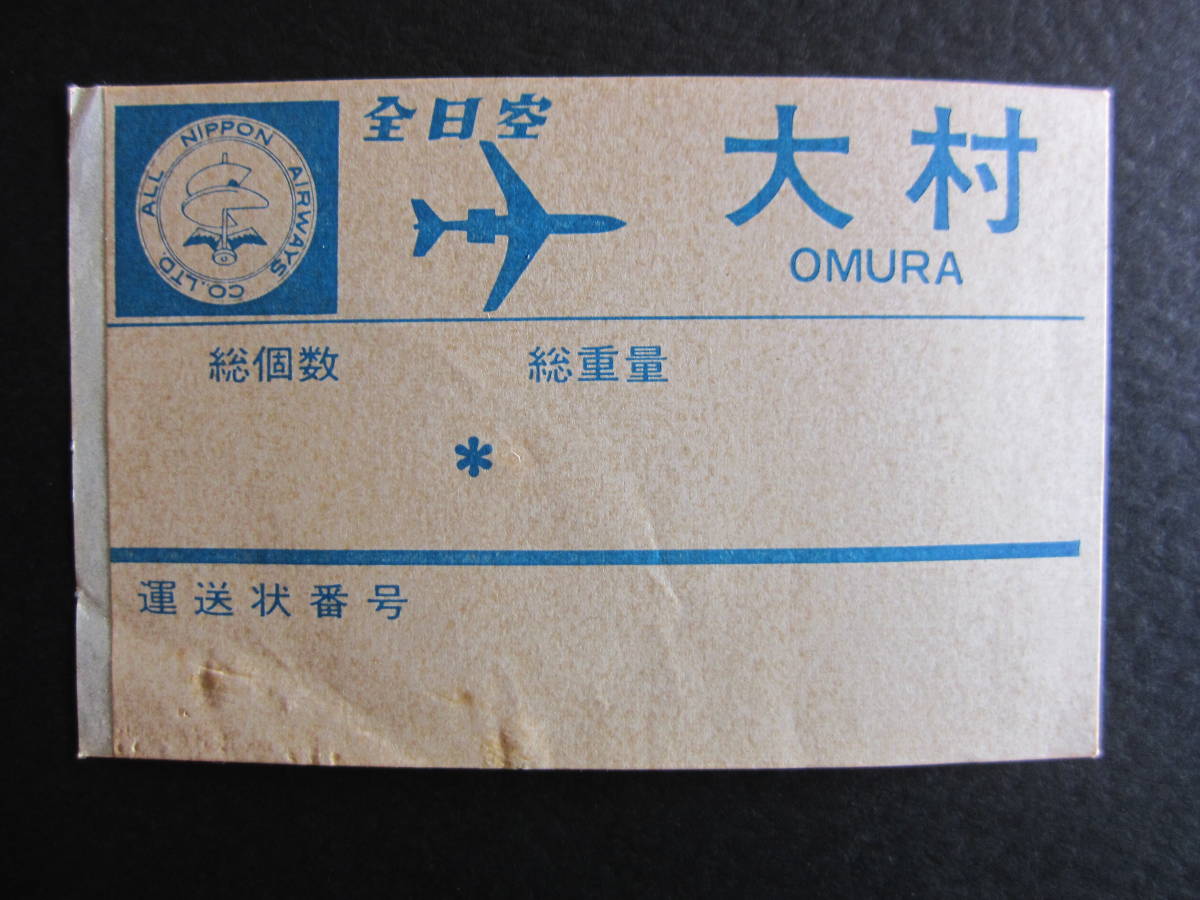 ALL NIPPON AIRWAYS CO.,LTD.
全日空
大村
OMURA
総個数 総重量
*
運送状番号